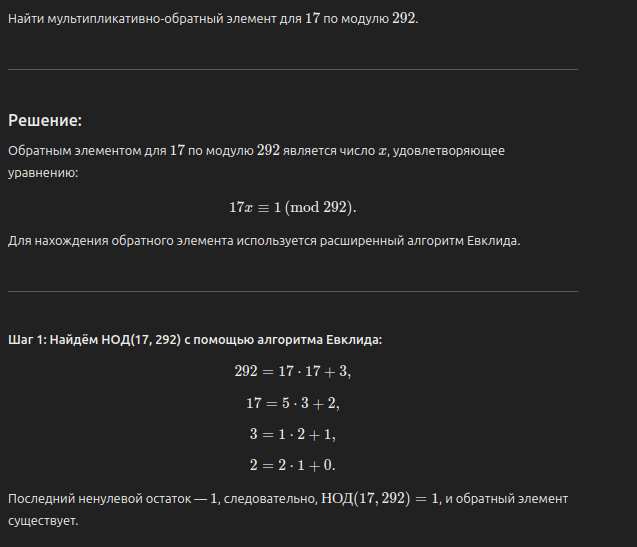 Найти мультипликативно-обратный элемент для 17 по модулю 292.
Решение:
Обратным элементом для 17 по модулю 292 является число x, удовлетворяющее
уравнению:
17x ≡ 1 (mod 292).
Для нахождения обратного элемента используется расширенный алгоритм Евклида.
Шаг 1: Найдём НОД(17, 292) с помощью алгоритма Евклида:
292 = 17 · 17 + 3,
17 = 5 · 3 + 2,
3 = 1 · 2 + 1,
2 = 2 · 1 + 0.
Последний ненулевой остаток — 1, следовательно, НОД(17, 292) = 1, и обратный элемент
существует.